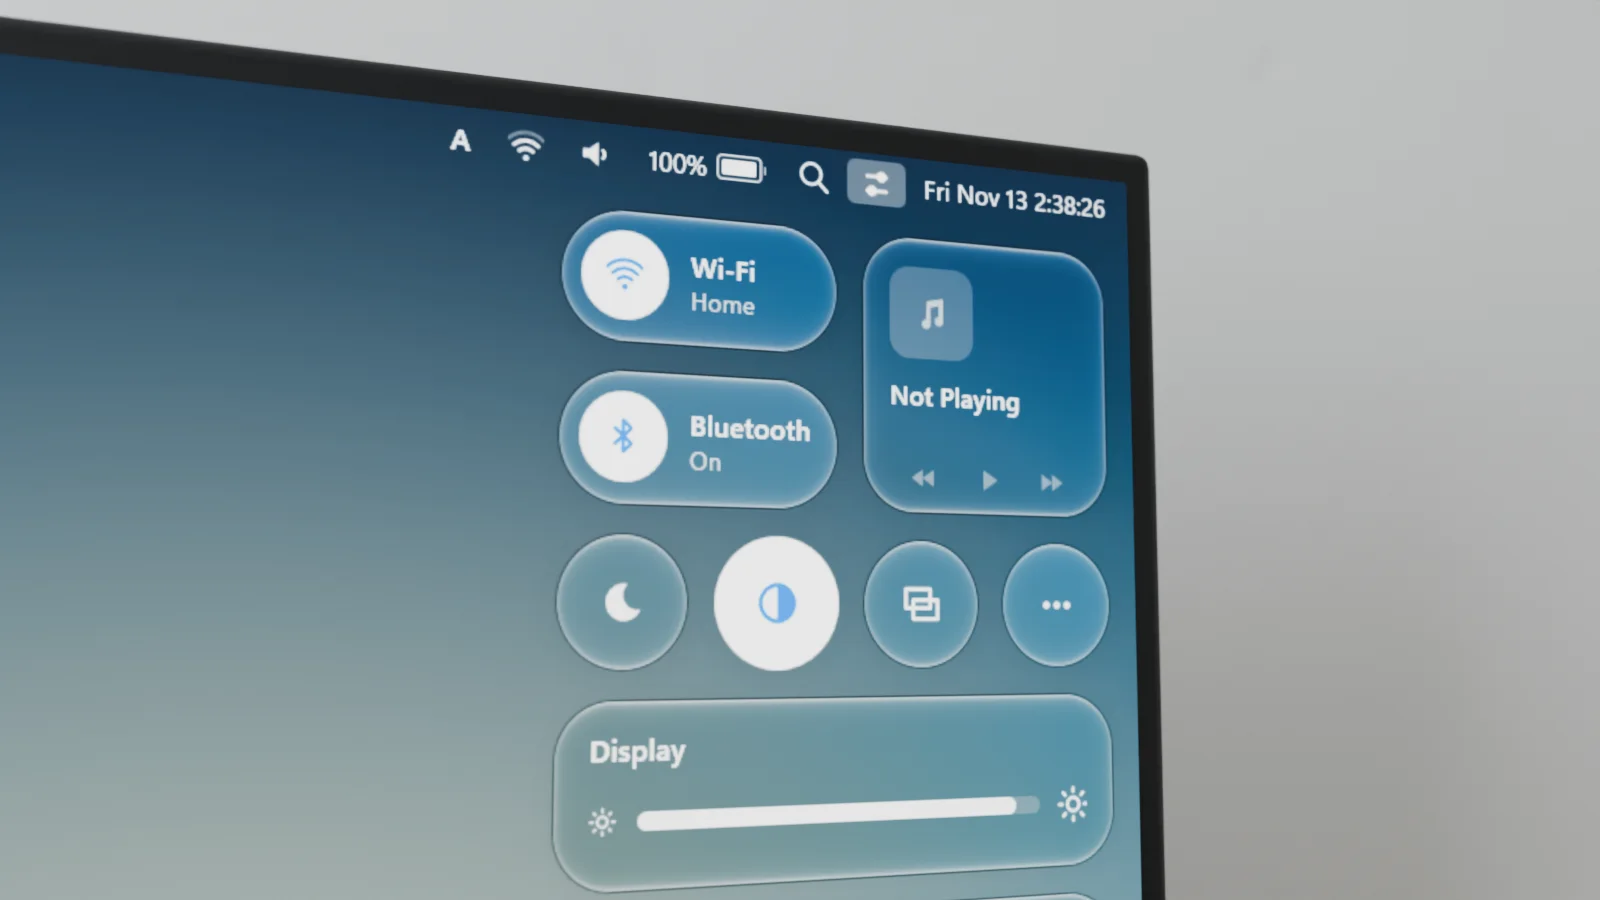 A
100%
Fri Nov 13 2:38:26
Wi-Fi
Home
Not Playing
Bluetooth
On
Display